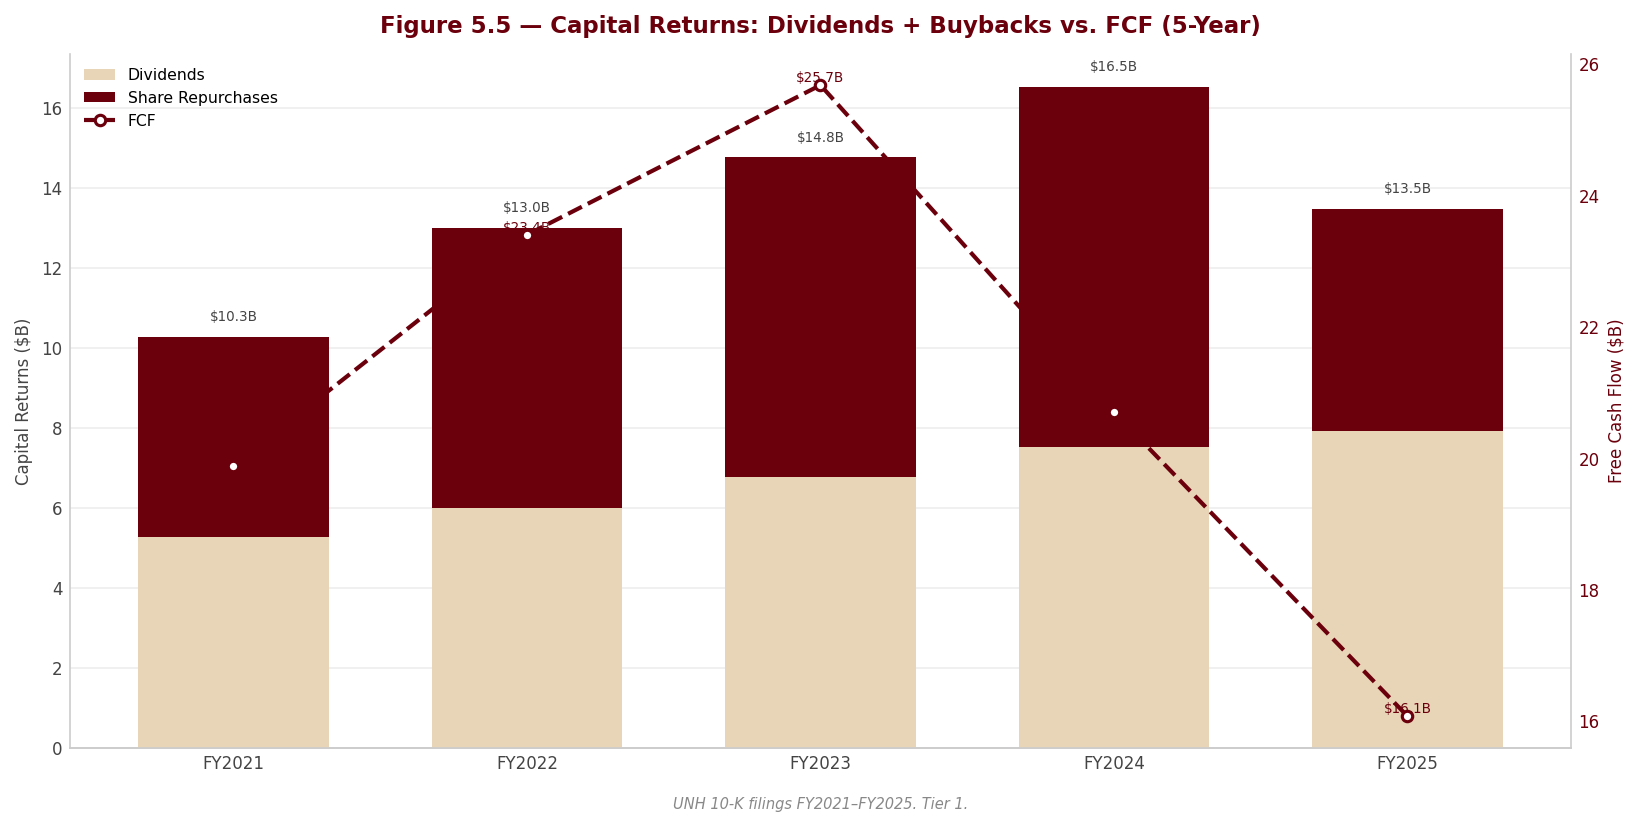 Figure 5.5 — Capital Returns: Dividends + Buybacks vs. FCF (5-Year)
Dividends
Share Repurchases
FCF
Capital Returns ($B)
16
14
12
10
8
6
4
2
0
$10.3B
$13.0B
$23.4B
$25.7B
$14.8B
$16.5B
$13.5B
$16.1B
26
24
22
20
18
16
Free Cash Flow ($B)
FY2021
FY2022
FY2023
FY2024
FY2025
UNH 10-K filings FY2021–FY2025. Tier 1.